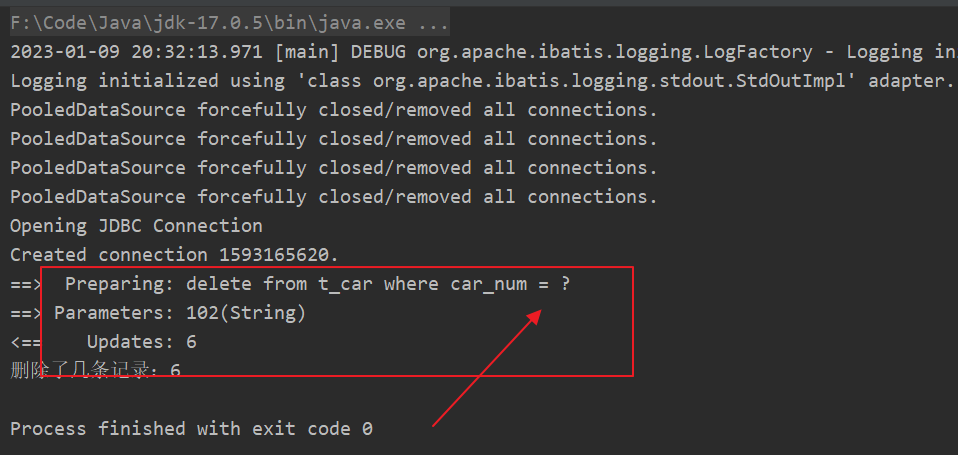 F:\Code\Java\jdk-17.0.5\bin\java.exe ...
2023-01-09 20:32:13.971 [main] DEBUG org.apache.ibatis.logging.LogFactory - Logging in
Logging initialized using 'class org.apache.ibatis.logging.stdout.StdOutImpl' adapter.
PooledDataSource forcefully closed/removed all connections.
PooledDataSource forcefully closed/removed all connections.
PooledDataSource forcefully closed/removed all connections.
PooledDataSource forcefully closed/removed all connections.
Opening JDBC Connection
Created connection 1593165620.
==>  Preparing: delete from t_car where car_num = ?
==> Parameters: 102(String)
<==    Updates: 6
删除了几条记录：6
Process finished with exit code 0